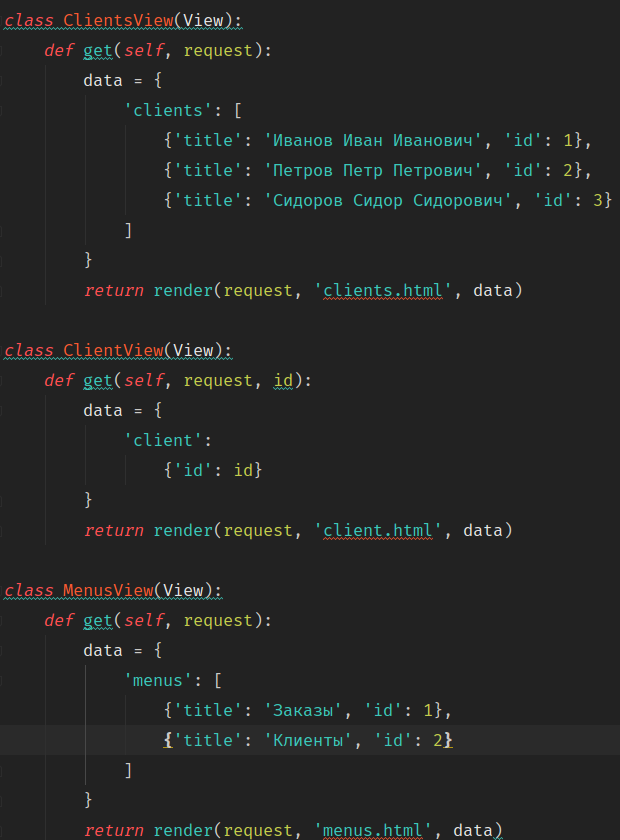 class ClientsView(View):
    def get(self, request):
        data = {
            'clients': [
                {'title': 'Иванов Иван Иванович', 'id': 1},
                {'title': 'Петров Петр Петрович', 'id': 2},
                {'title': 'Сидоров Сидор Сидорович', 'id': 3}
            ]
        }
        return render(request, 'clients.html', data)
class ClientView(View):
    def get(self, request, id):
        data = {
            'client':
                {'id': id}
        }
        return render(request, 'client.html', data)
class MenusView(View):
    def get(self, request):
        data = {
            'menus': [
                {'title': 'Заказы', 'id': 1},
                {'title': 'Клиенты', 'id': 2}
            ]
        }
        return render(request, 'menus.html', data)